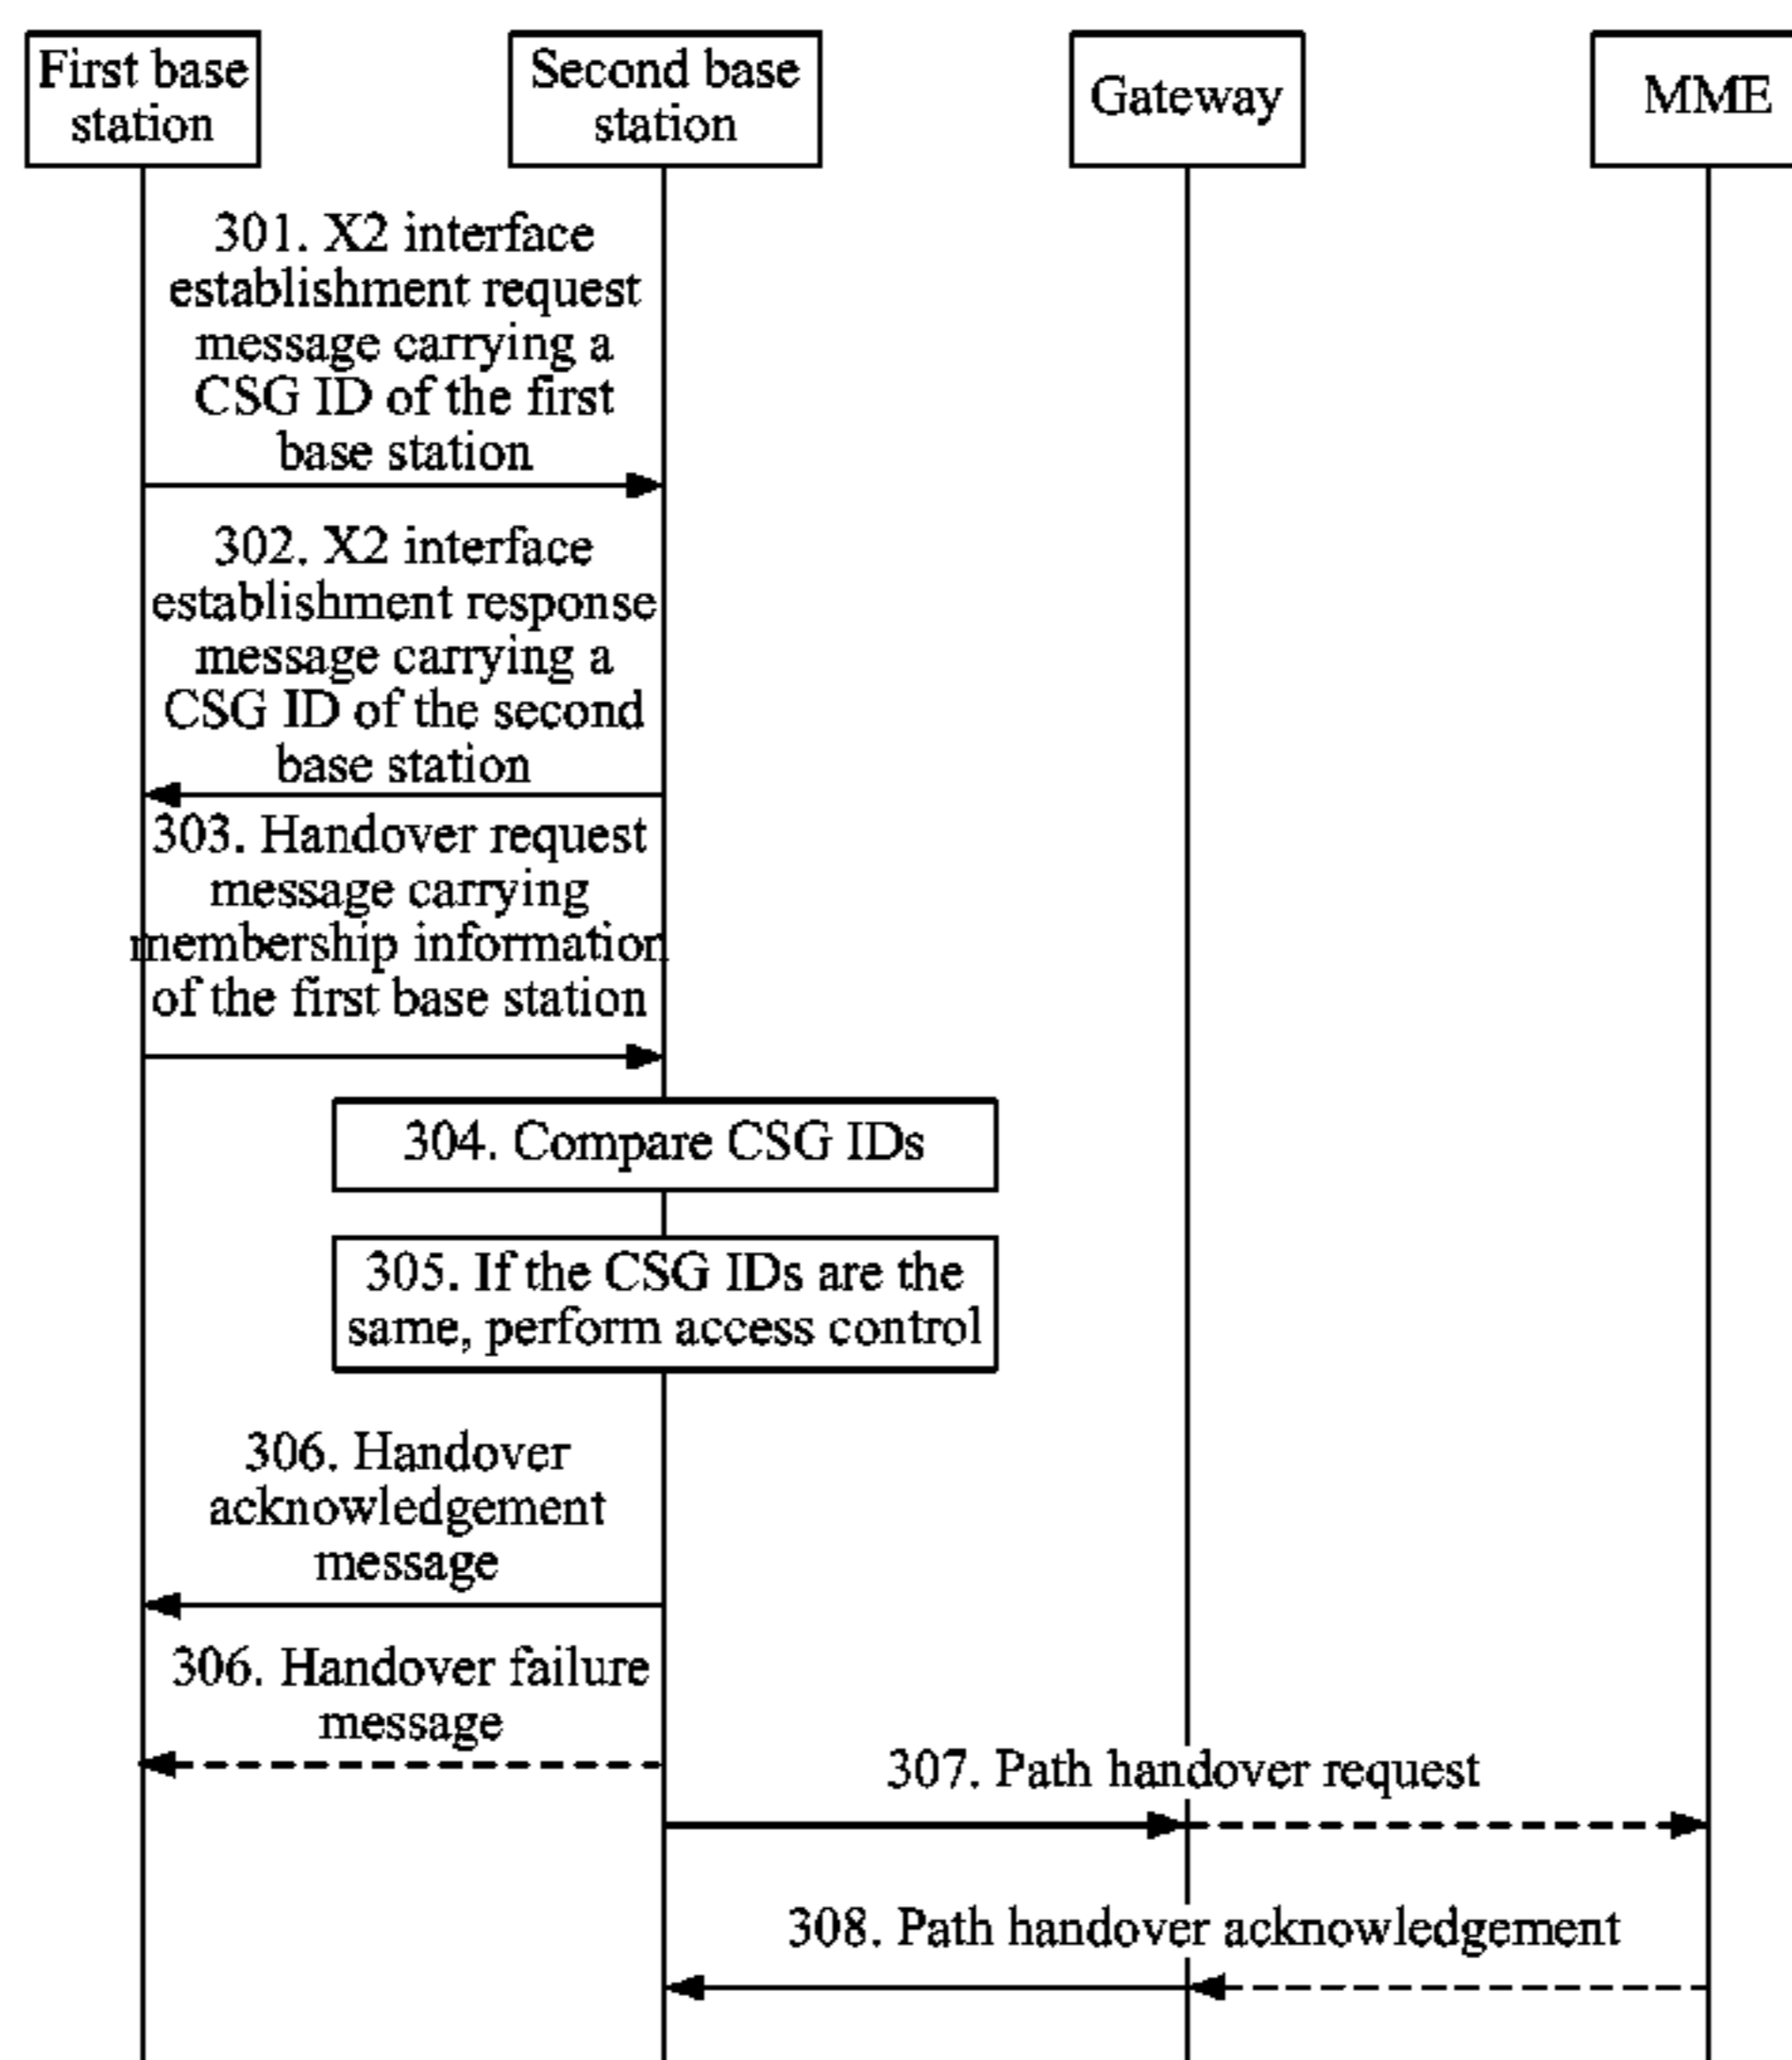 First base
station
Second base
station
Gateway
MME
301. X2 interface
establishment request
message carrying a
CSG ID of the first
base station
302. X2 interface
establishment response
message carrying a
CSG ID of the second
base station
303. Handover request
message carrying
membership information
of the first base station
304. Compare CSG IDs
305. If the CSG IDs are the
same, perform access control
306. Handover
acknowledgement
message
306. Handover failure
message
307. Path handover request
308. Path handover acknowledgement